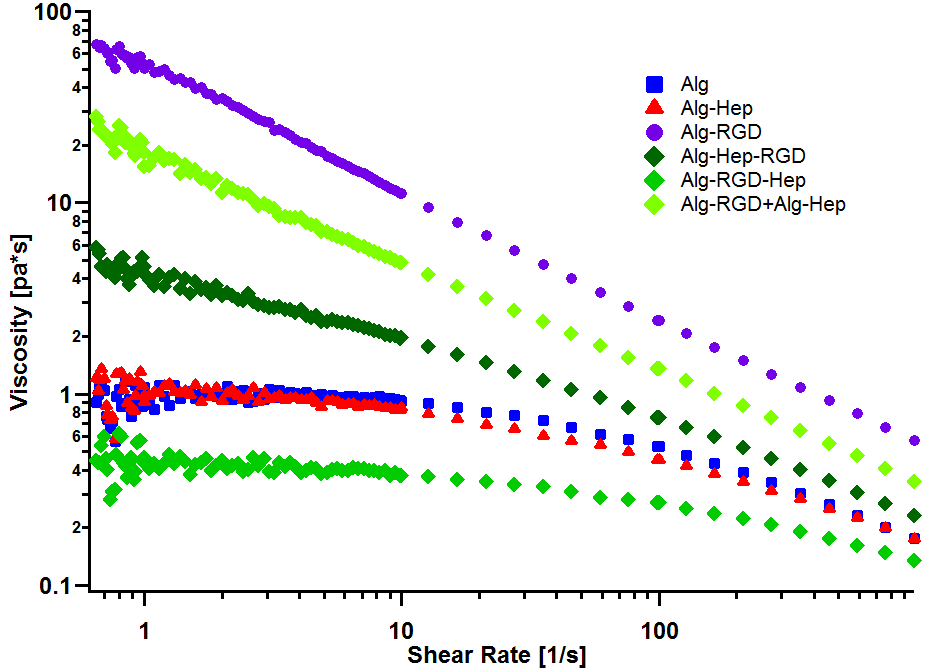 100
8
6
4
2
10
8
6
4
2
1
8
6
4
2
0.1
Viscosity [pa*s]
Alg
Alg-Hep
Alg-RGD
Alg-Hep-RGD
Alg-RGD-Hep
Alg-RGD+Alg-Hep
1 10 100
Shear Rate [1/s]